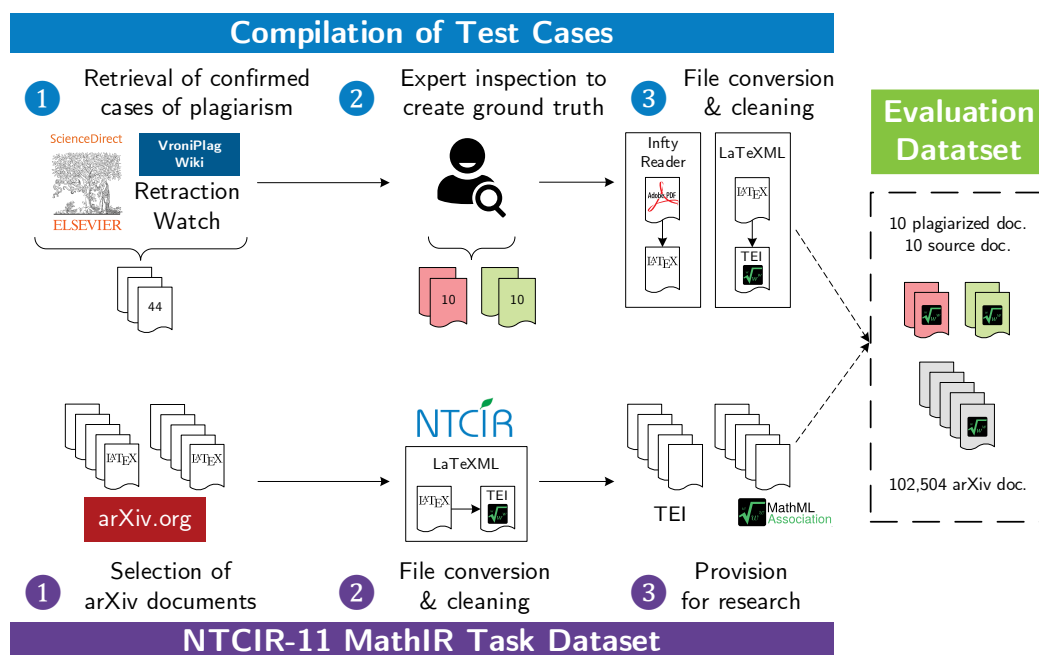 Compilation of Test Cases
1
Retrieval of confirmed
cases of plagiarism
2
Expert inspection to
create ground truth
3
File conversion
& cleaning
ScienceDirect
ELSEVIER
VroniPlag
Wiki
Retraction
Watch
44
10
10
Infty
Reader
Adobe PDF
LATEX
LaTeXML
LATEX
TEI
Evaluation
Datatset
10 plagiarized doc.
10 source doc.
102,504 arXiv doc.
LATEX
LATEX
arXiv.org
NTCIR
LaTeXML
LATEX
TEI
TEI
MathML
Association
1
Selection of
arXiv documents
2
File conversion
& cleaning
3
Provision
for research
NTCIR-11 MathIR Task Dataset